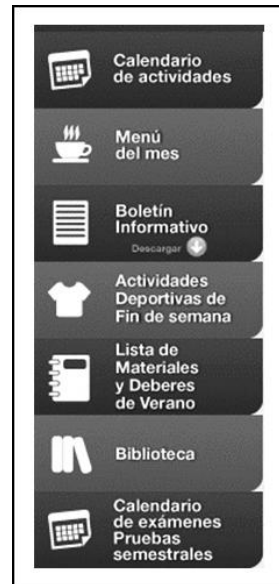 Calendario
de actividades
Menú
del mes
Boletín
Informativo
Descargar
Actividades
Deportivas de
Fin de semana
Lista de
Materiales
y Deberes
de Verano
Biblioteca
Calendario
de exámenes
Pruebas
semestrales